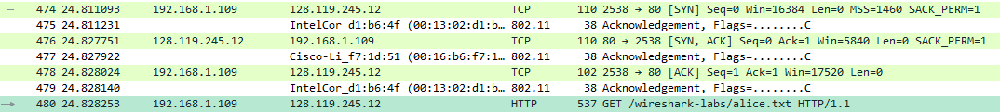 474 24.811093 192.168.1.109 128.119.245.12 TCP 110 2538 → 80 [SYN] Seq=0 Win=16384 Len=0 MSS=1460 SACK_PERM=1
475 24.811231 IntelCor_d1:b6:4f (00:13:02:d1:b… 802.11 38 Acknowledgement, Flags=........C
476 24.827751 128.119.245.12 192.168.1.109 TCP 110 80 → 2538 [SYN, ACK] Seq=0 Ack=1 Win=5840 Len=0 SACK_PERM=1
477 24.827922 Cisco-Li_f7:1d:51 (00:16:b6:f7:1… 802.11 38 Acknowledgement, Flags=........C
478 24.828024 192.168.1.109 128.119.245.12 TCP 102 2538 → 80 [ACK] Seq=1 Ack=1 Win=17520 Len=0
479 24.828140 IntelCor_d1:b6:4f (00:13:02:d1:b… 802.11 38 Acknowledgement, Flags=........C
480 24.828253 192.168.1.109 128.119.245.12 HTTP 537 GET /wireshark-labs/alice.txt HTTP/1.1